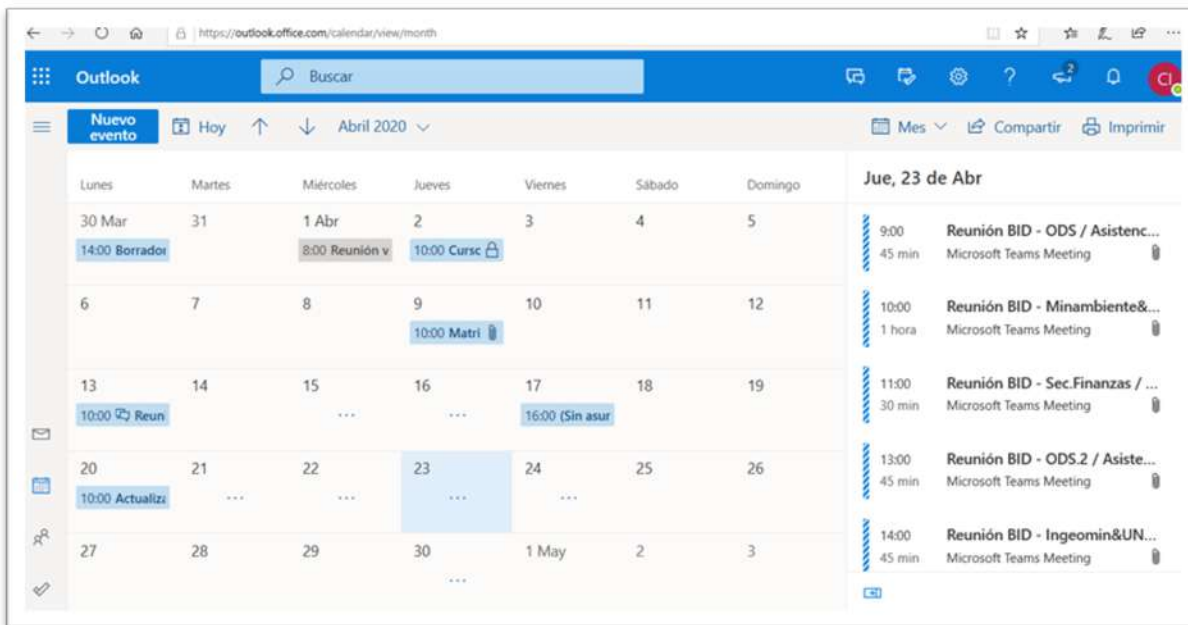 https://outlook.office.com/calendar/view/month
Outlook
Buscar
2
CI
Nuevo evento
Hoy
Abril 2020
Mes
Compartir
Imprimir
Lunes Martes Miércoles Jueves Viernes Sábado Domingo
30 Mar 31 1 Abr 2 3 4 5
14:00 Borrador 8:00 Reunión v 10:00 Cursc
6 7 8 9 10 11 12
10:00 Matri
13 14 15 16 17 18 19
10:00 Reun ... ... 16:00 (Sin asur
20 21 22 23 24 25 26
10:00 Actualiza ... ... ... ...
27 28 29 30 1 May 2 3
...
Jue, 23 de Abr
9:00 Reunión BID - ODS / Asistenc...
45 min Microsoft Teams Meeting
10:00 Reunión BID - Minambiente&...
1 hora Microsoft Teams Meeting
11:00 Reunión BID - Sec.Finanzas / ...
30 min Microsoft Teams Meeting
13:00 Reunión BID - ODS.2 / Asiste...
45 min Microsoft Teams Meeting
14:00 Reunión BID - Ingeomin&UN...
45 min Microsoft Teams Meeting